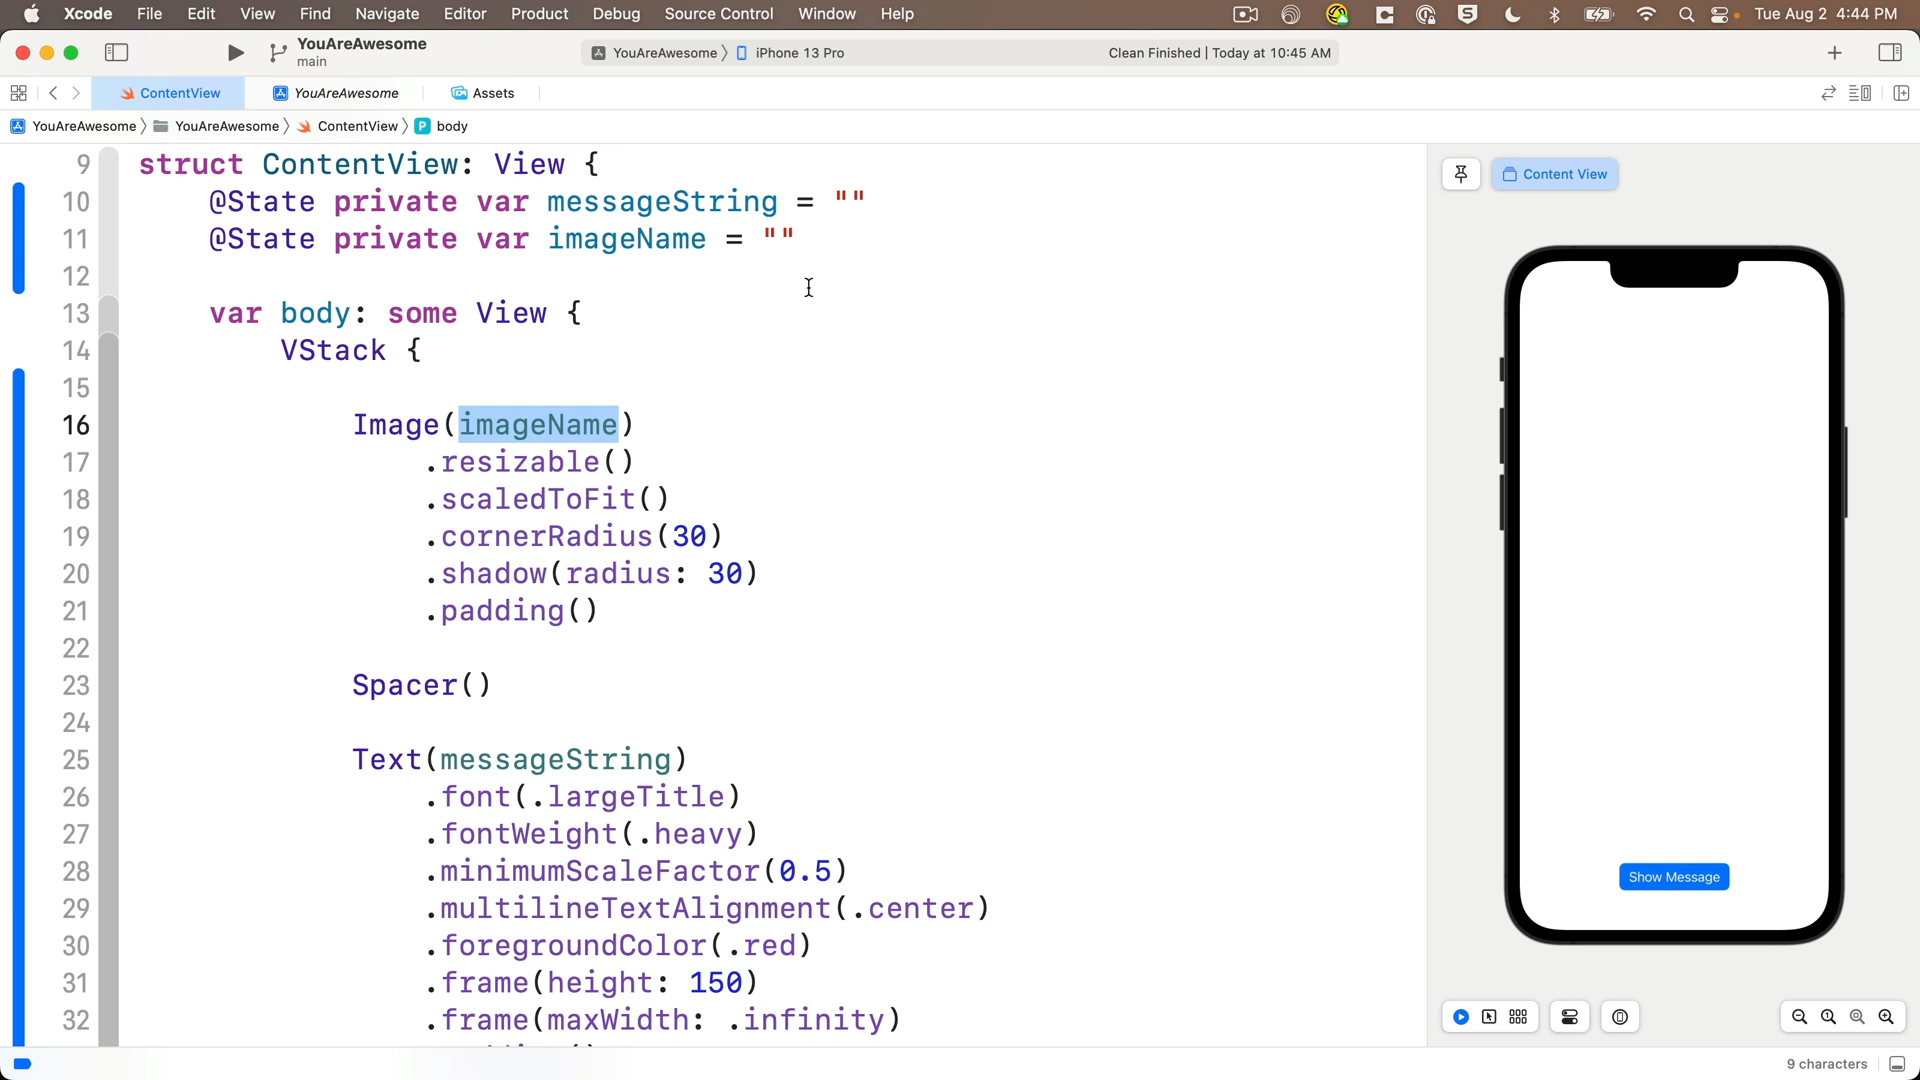 Xcode File Edit View Find Navigate Editor Product Debug Source Control Window Help Tue Aug 2 4:44 PM
YouAreAwesome
main
YouAreAwesome iPhone 13 Pro Clean Finished | Today at 10:45 AM
ContentView YouAreAwesome Assets
YouAreAwesome YouAreAwesome ContentView P body
9 struct ContentView: View {
10 @State private var messageString = ""
11 @State private var imageName = ""
12
13 var body: some View {
14 VStack {
15
16 Image(imageName)
17 .resizable()
18 .scaledToFit()
19 .cornerRadius(30)
20 .shadow(radius: 30)
21 .padding()
22
23 Spacer()
24
25 Text(messageString)
26 .font(.largeTitle)
27 .fontWeight(.heavy)
28 .minimumScaleFactor(0.5)
29 .multilineTextAlignment(.center)
30 .foregroundColor(.red)
31 .frame(height: 150)
32 .frame(maxWidth: .infinity)
Content View
Show Message
9 characters